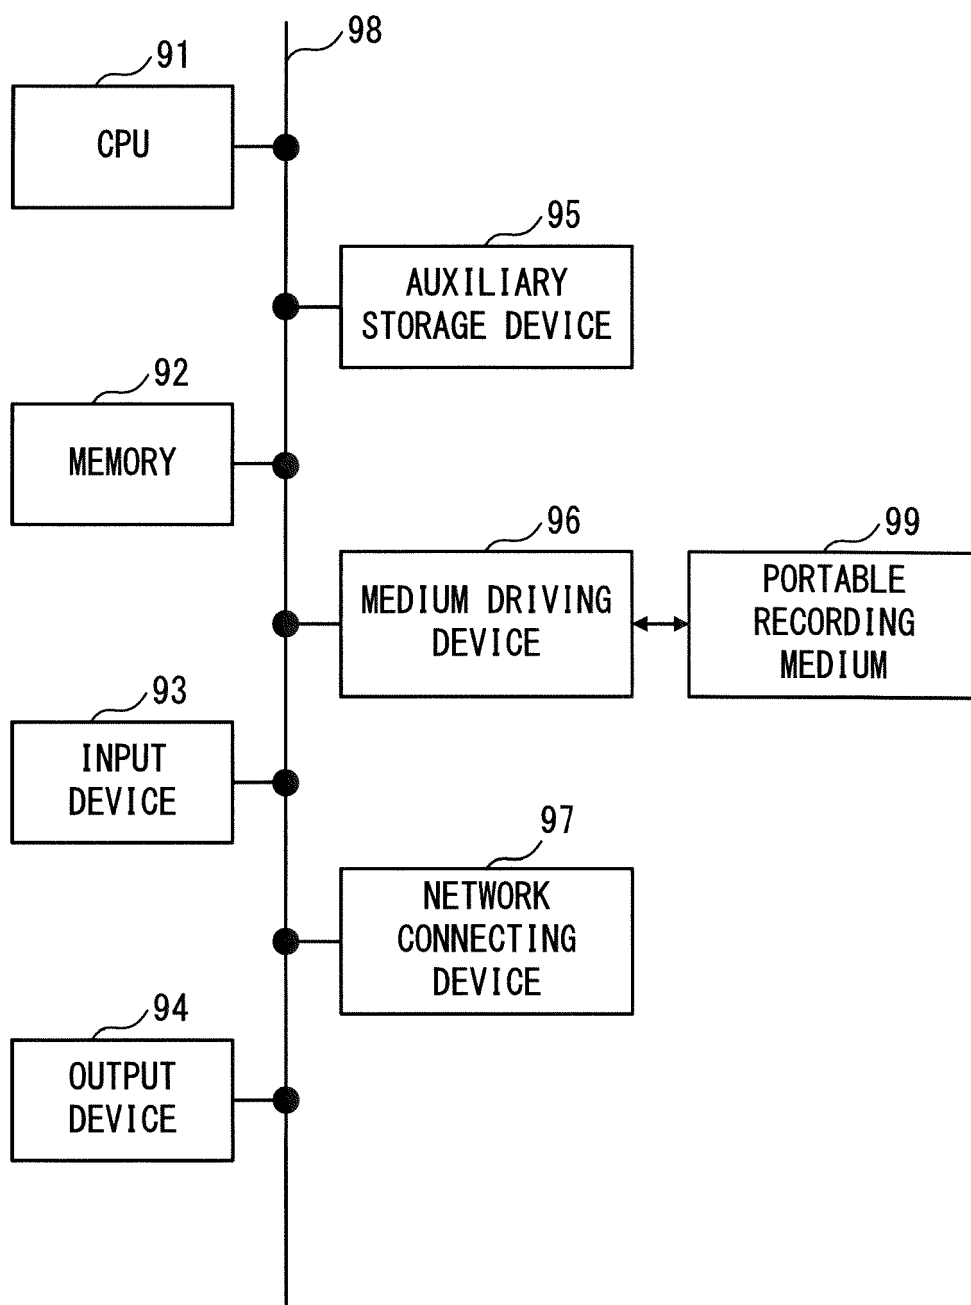 98
91
CPU
95
AUXILIARY
STORAGE DEVICE
92
MEMORY
96
MEDIUM DRIVING
DEVICE
99
PORTABLE
RECORDING
MEDIUM
93
INPUT
DEVICE
97
NETWORK
CONNECTING
DEVICE
94
OUTPUT
DEVICE